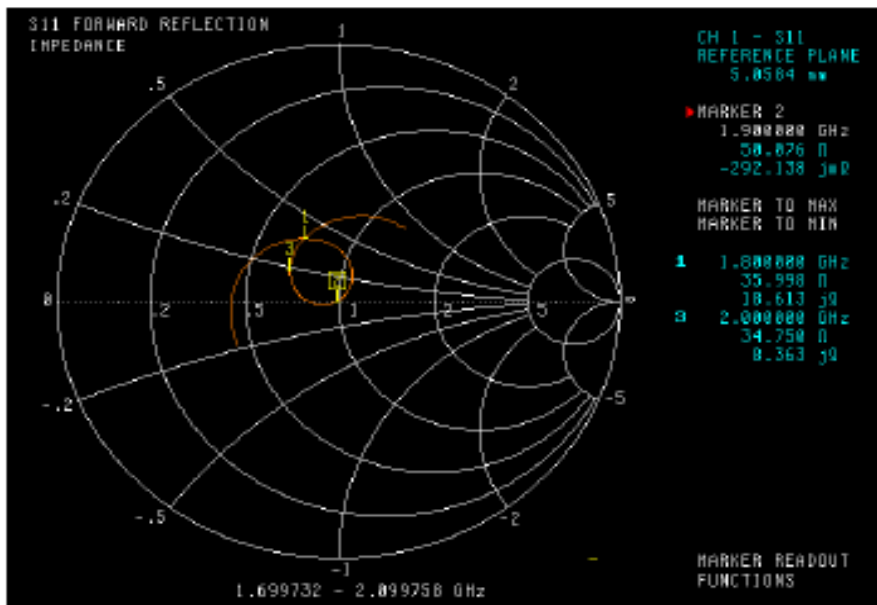 S11 FORWARD REFLECTION
IMPEDANCE
CH 1 - S11
REFERENCE PLANE
5.0584 mm
MARKER 2
1.900000 GHz
50.076 Ω
-292.138 jmΩ
MARKER TO MAX
MARKER TO MIN
1 1.800000 GHz
35.998 Ω
18.613 jΩ
3 2.000000 GHz
34.750 Ω
8.363 jΩ
MARKER READOUT
FUNCTIONS
1
.5
2
.2
5
1
3
0
.2
.5
1
2
5
∞
-.2
-5
-.5
-2
-1
1.699732 - 2.099758 GHz